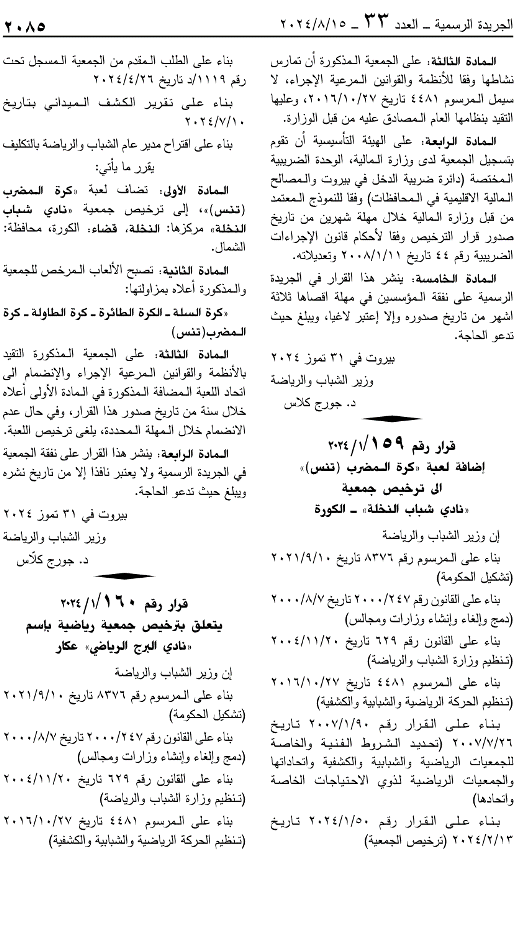 الجريدة الرسمية ــ العدد ٣٣ ــ ٢٠٢٤/٨/١٥
٢٠٨٥
المادة الثالثة: على الجمعية المذكورة أن تمارس
نشاطها وفقا للأنظمة والقوانين المرعية الإجراء، لا
سيمل المرسوم ٤٤٨١ تاريخ ٢٠١٦/١٠/٢٧، وعليها
التقيد بنظامها العام المصادق عليه من قبل الوزارة.
المادة الرابعة: على الهيئة التأسيسية أن تقوم
بتسجيل الجمعية لدى وزارة المالية، الوحدة الضريبية
المختصة (دائرة ضريبة الدخل في بيروت والمصالح
المالية الاقليمية في المحافظات) وفقا للنموذج المعتمد
من قبل وزارة المالية خلال مهلة شهرين من تاريخ
صدور قرار الترخيص وفقا لأحكام قانون الإجراءات
الضريبية رقم ٤٤ تاريخ ٢٠٠٨/١/١١ وتعديلاته.
المادة الخامسة: ينشر هذا القرار في الجريدة
الرسمية على نفقة المؤسسين في مهلة اقصاها ثلاثة
اشهر من تاريخ صدوره وإلا إعتبر لاغيا، ويبلغ حيث
تدعو الحاجة.
بيروت في ٣١ تموز ٢٠٢٤
وزير الشباب والرياضة
د. جورج كلاس
قرار رقم ٢٠٢٤/١/١٥٩
إضافة لعبة «كرة المضرب (تنس)»
الى ترخيص جمعية
«نادي شباب النخلة» ــ الكورة
إن وزير الشباب والرياضة
بناء على المرسوم رقم ٨٣٧٦ تاريخ ٢٠٢١/٩/١٠
(تشكيل الحكومة)
بناء على القانون رقم ٢٠٠٠/٢٤٧ تاريخ ٢٠٠٠/٨/٧
(دمج وإلغاء وإنشاء وزارات ومجالس)
بناء على القانون رقم ٦٢٩ تاريخ ٢٠٠٤/١١/٢٠
(تنظيم وزارة الشباب والرياضة)
بناء على المرسوم ٤٤٨١ تاريخ ٢٠١٦/١٠/٢٧
(تنظيم الحركة الرياضية والشبابية والكشفية)
بناء على القرار رقم ٢٠٠٧/١/٩٠ تاريخ
٢٠٠٧/٧/٢٦ (تحديد الشروط الفنية والخاصة
للجمعيات الرياضية والشبابية والكشفية واتحاداتها
والجمعيات الرياضية لذوي الاحتياجات الخاصة
واتحادها)
بناء على القرار رقم ٢٠٢٤/١/٥٠ تاريخ
٢٠٢٤/٢/١٣ (ترخيص الجمعية)
بناء على الطلب المقدم من الجمعية المسجل تحت
رقم ١١١٩/د تاريخ ٢٠٢٤/٤/٢٦
بناء على تقرير الكشف الميداني بتاريخ
٢٠٢٤/٧/١٠
بناء على اقتراح مدير عام الشباب والرياضة بالتكليف
يقرر ما يأتي:
المادة الأولى: تضاف لعبة «كرة المضرب
(تنس)»، إلى ترخيص جمعية «نادي شباب
النخلة» مركزها: النخلة، قضاء: الكورة، محافظة:
الشمال.
المادة الثانية: تصبح الألعاب المرخص للجمعية
والمذكورة أعلاه بمزاولتها:
«كرة السلة ــ الكرة الطائرة ــ كرة الطاولة ــ كرة
المضرب(تنس)
المادة الثالثة: على الجمعية المذكورة التقيد
بالأنظمة والقوانين المرعية الإجراء والإنضمام الى
اتحاد اللعبة المضافة المذكورة في المادة الأولى أعلاه
خلال سنة من تاريخ صدور هذا القرار، وفي حال عدم
الانضمام خلال المهلة المحددة، يلغى ترخيص اللعبة.
المادة الرابعة: ينشر هذا القرار على نفقة الجمعية
في الجريدة الرسمية ولا يعتبر نافذا إلا من تاريخ نشره
ويبلغ حيث تدعو الحاجة.
بيروت في ٣١ تموز ٢٠٢٤
وزير الشباب والرياضة
د. جورج كلّاس
قرار رقم ٢٠٢٤/١/١٦٠
يتعلق بترخيص جمعية رياضية بإسم
«نادي البرج الرياضي» عكار
إن وزير الشباب والرياضة
بناء على المرسوم رقم ٨٣٧٦ تاريخ ٢٠٢١/٩/١٠
(تشكيل الحكومة)
بناء على القانون رقم ٢٠٠٠/٢٤٧ تاريخ ٢٠٠٠/٨/٧
(دمج وإلغاء وإنشاء وزارات ومجالس)
بناء على القانون رقم ٦٢٩ تاريخ ٢٠٠٤/١١/٢٠
(تنظيم وزارة الشباب والرياضة)
بناء على المرسوم ٤٤٨١ تاريخ ٢٠١٦/١٠/٢٧
(تنظيم الحركة الرياضية والشبابية والكشفية)